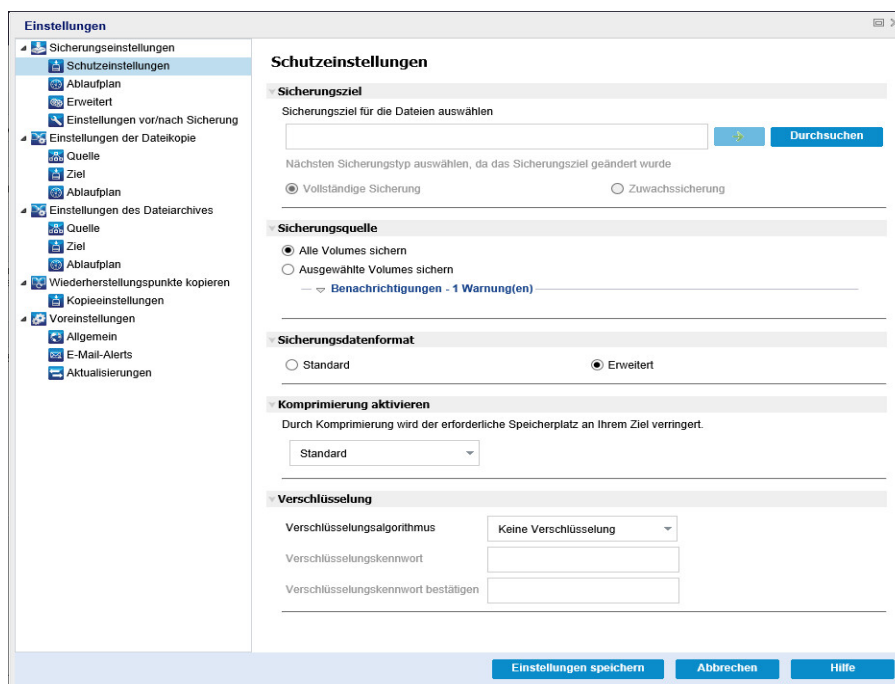 Einstellungen
Sicherungseinstellungen
Schutzeinstellungen
Ablaufplan
Erweitert
Einstellungen vor/nach Sicherung
Einstellungen der Dateikopie
Quelle
Ziel
Ablaufplan
Einstellungen des Dateiarchives
Quelle
Ziel
Ablaufplan
Wiederherstellungspunkte kopieren
Kopieeinstellungen
Voreinstellungen
Allgemein
E-Mail-Alerts
Aktualisierungen
Schutzeinstellungen
Sicherungsziel
Sicherungsziel für die Dateien auswählen
Durchsuchen
Nächsten Sicherungstyp auswählen, da das Sicherungsziel geändert wurde
Vollständige Sicherung Zuwachssicherung
Sicherungsquelle
Alle Volumes sichern
Ausgewählte Volumes sichern
Benachrichtigungen - 1 Warnung(en)
Sicherungsdatenformat
Standard Erweitert
Komprimierung aktivieren
Durch Komprimierung wird der erforderliche Speicherplatz an Ihrem Ziel verringert.
Standard
Verschlüsselung
Verschlüsselungsalgorithmus Keine Verschlüsselung
Verschlüsselungskennwort
Verschlüsselungskennwort bestätigen
Einstellungen speichern Abbrechen Hilfe